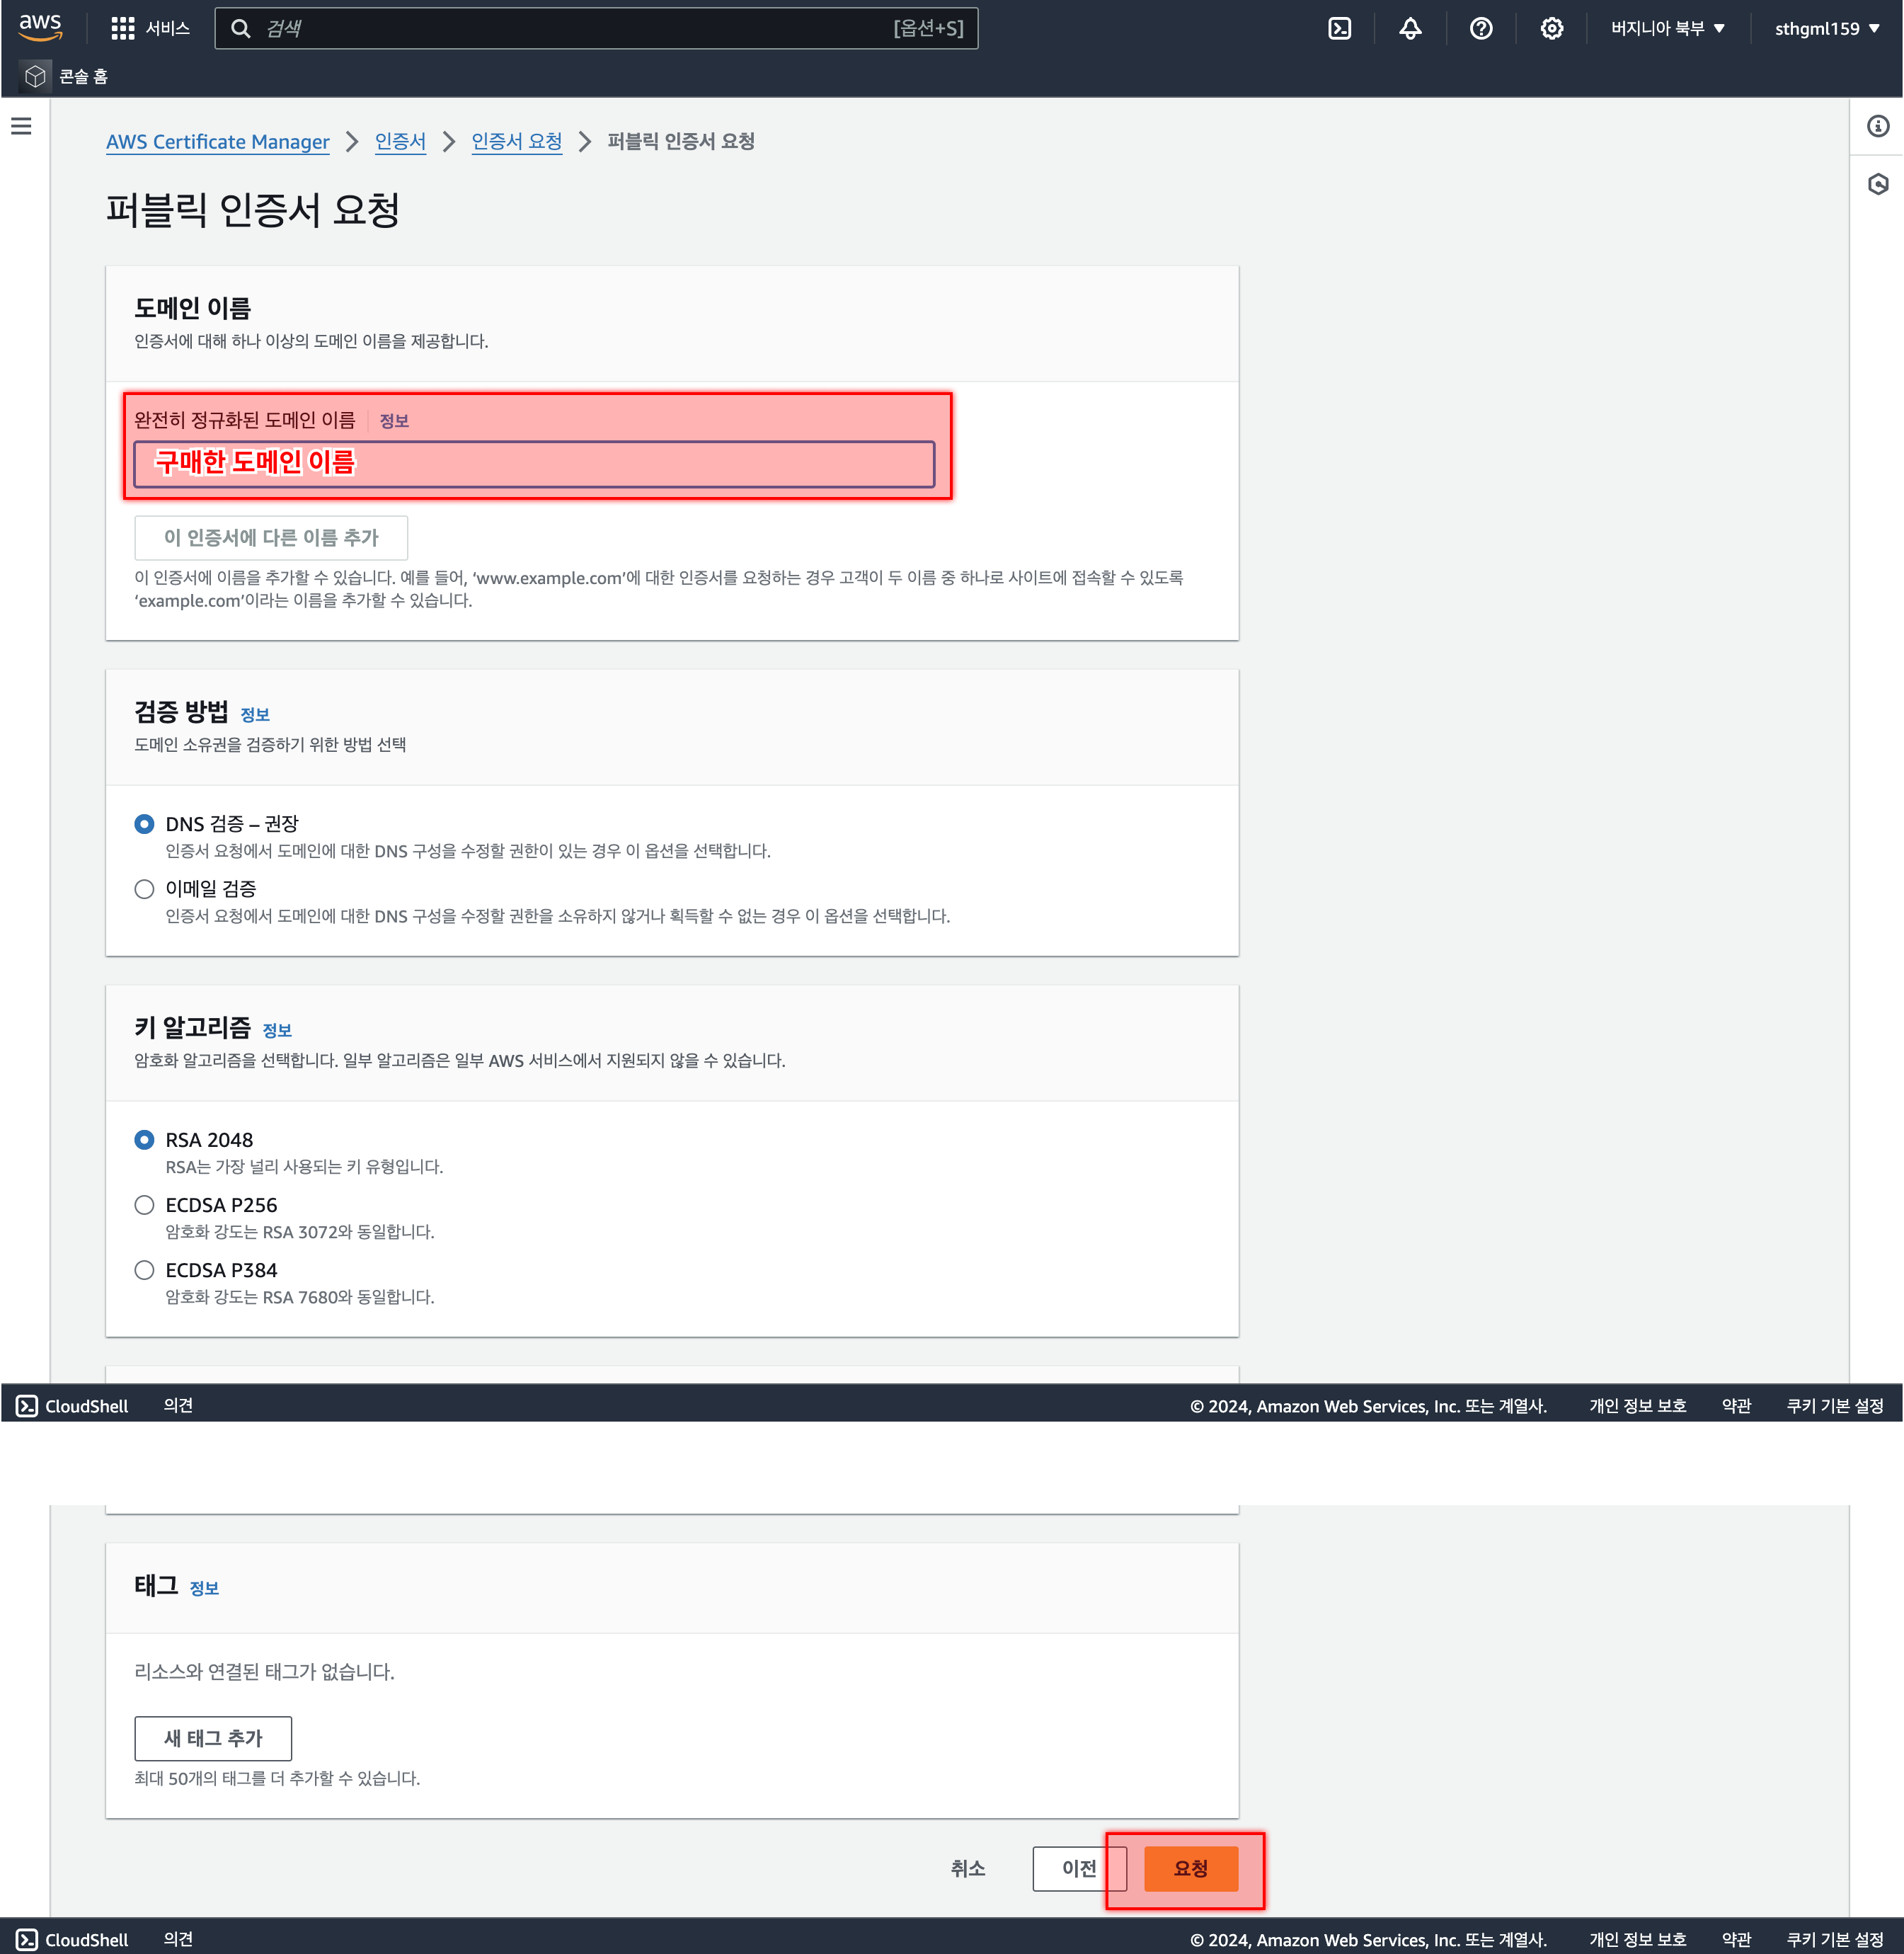 aws
서비스
검색
[옵션+S]
버지니아 북부 ▼
sthgml159 ▼
콘솔 홈
AWS Certificate Manager > 인증서 > 인증서 요청 > 퍼블릭 인증서 요청
퍼블릭 인증서 요청
도메인 이름
인증서에 대해 하나 이상의 도메인 이름을 제공합니다.
완전히 정규화된 도메인 이름 정보
구매한 도메인 이름
이 인증서에 다른 이름 추가
이 인증서에 이름을 추가할 수 있습니다. 예를 들어, ‘www.example.com’에 대한 인증서를 요청하는 경우 고객이 두 이름 중 하나로 사이트에 접속할 수 있도록
‘example.com’이라는 이름을 추가할 수 있습니다.
검증 방법 정보
도메인 소유권을 검증하기 위한 방법 선택
DNS 검증 – 권장
인증서 요청에서 도메인에 대한 DNS 구성을 수정할 권한이 있는 경우 이 옵션을 선택합니다.
이메일 검증
인증서 요청에서 도메인에 대한 DNS 구성을 수정할 권한을 소유하지 않거나 획득할 수 없는 경우 이 옵션을 선택합니다.
키 알고리즘 정보
암호화 알고리즘을 선택합니다. 일부 알고리즘은 일부 AWS 서비스에서 지원되지 않을 수 있습니다.
RSA 2048
RSA는 가장 널리 사용되는 키 유형입니다.
ECDSA P256
암호화 강도는 RSA 3072와 동일합니다.
ECDSA P384
암호화 강도는 RSA 7680와 동일합니다.
CloudShell 의견 © 2024, Amazon Web Services, Inc. 또는 계열사. 개인 정보 보호 약관 쿠키 기본 설정
태그 정보
리소스와 연결된 태그가 없습니다.
새 태그 추가
최대 50개의 태그를 더 추가할 수 있습니다.
취소 이전 요청
CloudShell 의견 © 2024, Amazon Web Services, Inc. 또는 계열사. 개인 정보 보호 약관 쿠키 기본 설정